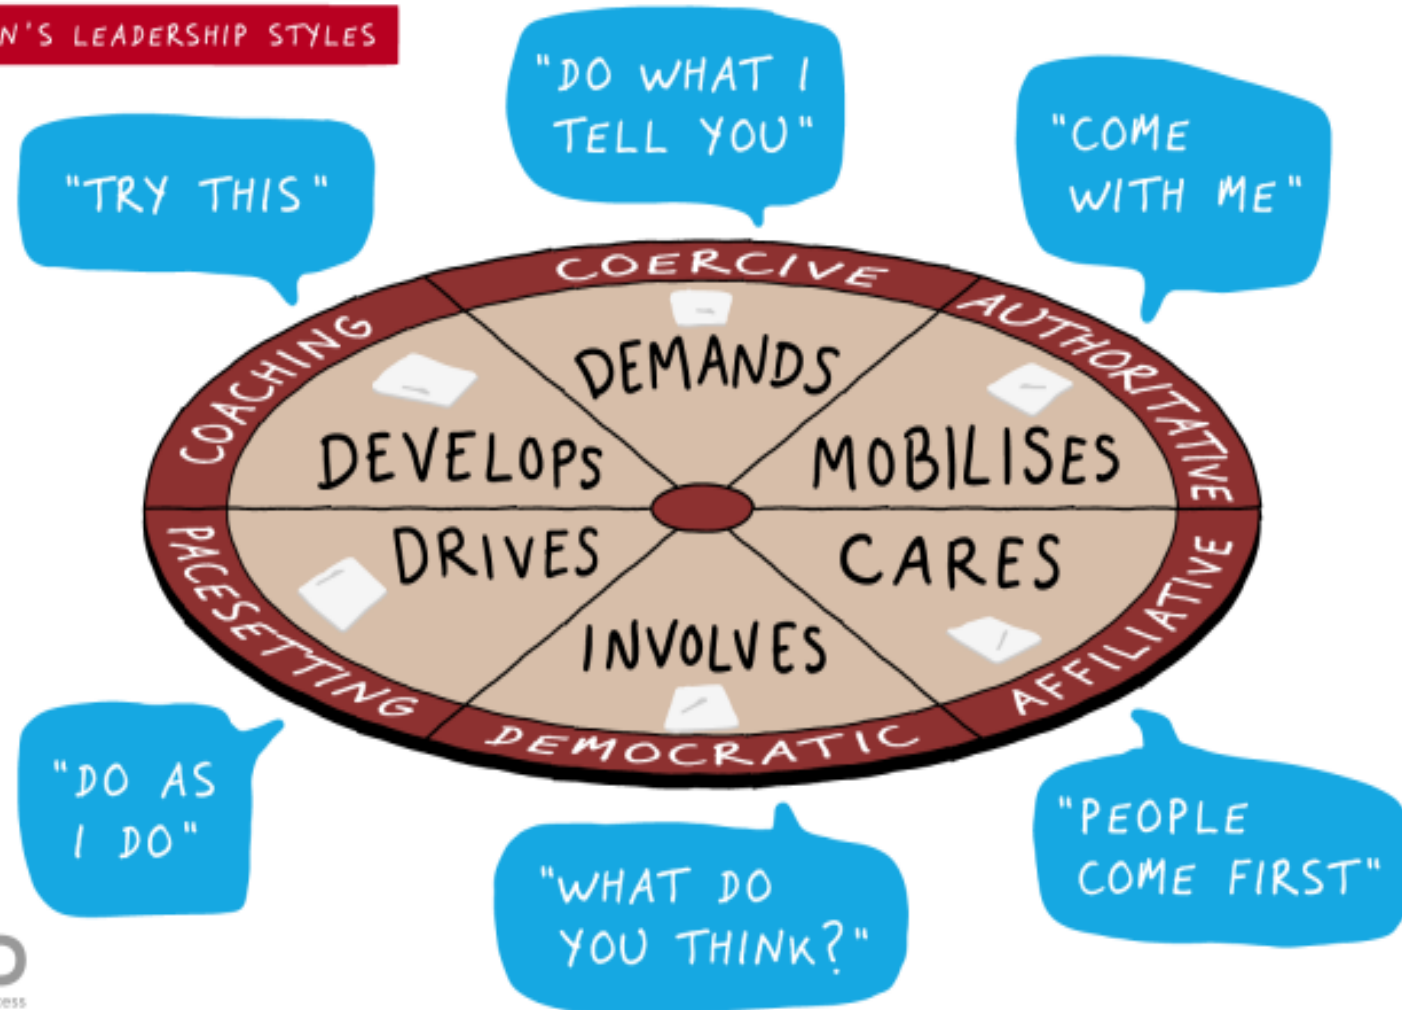 N'S LEADERSHIP STYLES
"DO WHAT I
TELL YOU"
"TRY THIS"
"COME
WITH ME"
COERCIVE
COACHING
AUTHORITATIVE
DEMANDS
DEVELOPS
MOBILISES
DRIVES
CARES
INVOLVES
PACESETTING
DEMOCRATIC
AFFILIATIVE
"DO AS
I DO"
"WHAT DO
YOU THINK?"
"PEOPLE
COME FIRST"